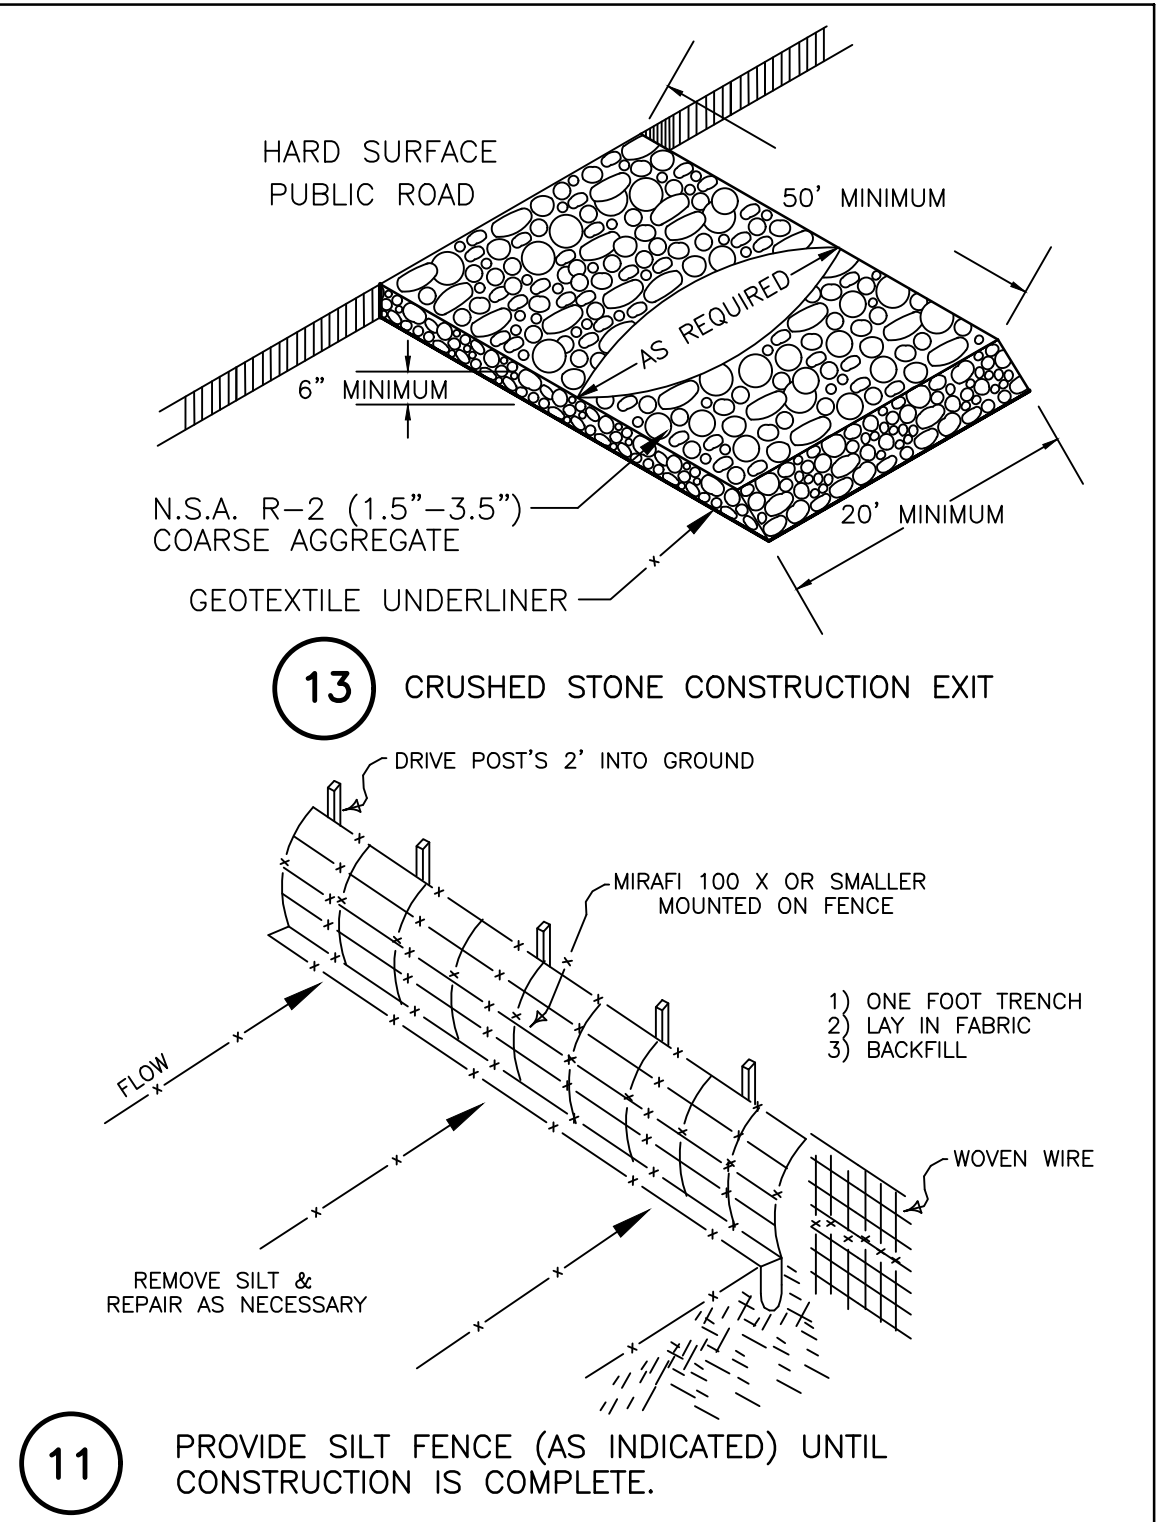 HARD SURFACE
PUBLIC ROAD
50' MINIMUM
AS REQUIRED
6" MINIMUM
N.S.A. R-2 (1.5"-3.5")
COARSE AGGREGATE
20' MINIMUM
GEOTEXTILE UNDERLINER
13 CRUSHED STONE CONSTRUCTION EXIT
DRIVE POST'S 2' INTO GROUND
MIRAFI 100 X OR SMALLER
MOUNTED ON FENCE
1) ONE FOOT TRENCH
2) LAY IN FABRIC
3) BACKFILL
FLOW
WOVEN WIRE
REMOVE SILT &
REPAIR AS NECESSARY
11 PROVIDE SILT FENCE (AS INDICATED) UNTIL
CONSTRUCTION IS COMPLETE.